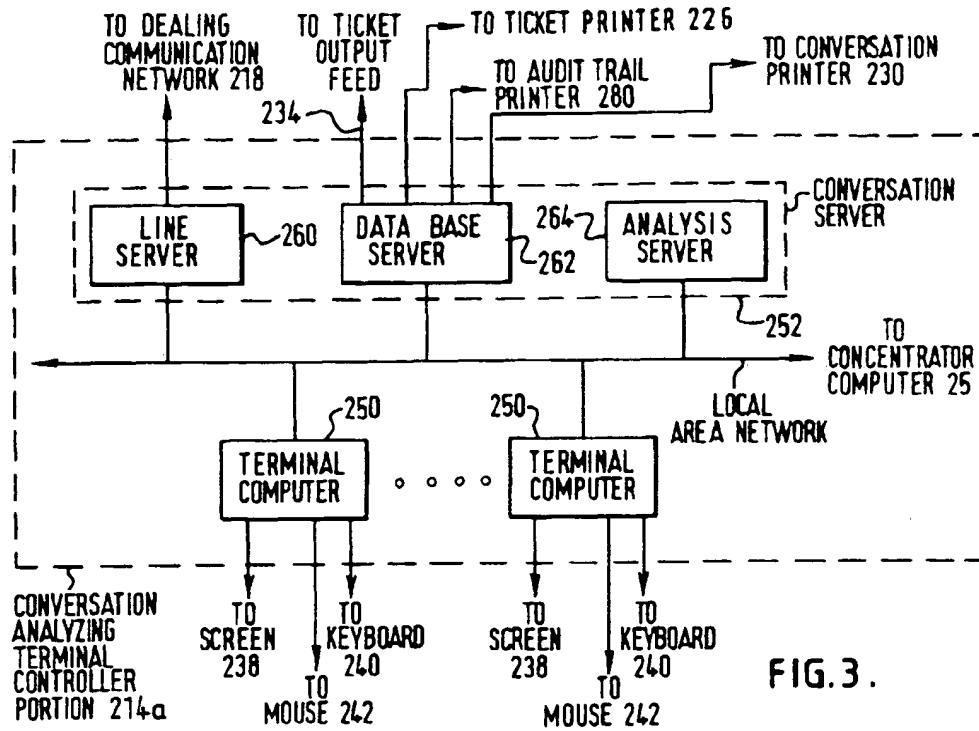 TO DEALING
COMMUNICATION
NETWORK 218
TO TICKET
OUTPUT
FEED
234
TO TICKET PRINTER 226
TO AUDIT TRAIL
PRINTER 280
TO CONVERSATION
PRINTER 230
LINE
SERVER
260
DATA BASE
SERVER
262
264
ANALYSIS
SERVER
CONVERSATION
SERVER
252
TO
CONCENTRATOR
COMPUTER 25
LOCAL
AREA NETWORK
250
TERMINAL
COMPUTER
250
TERMINAL
COMPUTER
CONVERSATION
ANALYZING
TERMINAL
CONTROLLER
PORTION 214a
TO
SCREEN
238
TO
MOUSE 242
TO
KEYBOARD
240
TO
SCREEN
238
TO
MOUSE 242
TO
KEYBOARD
240
FIG.3.